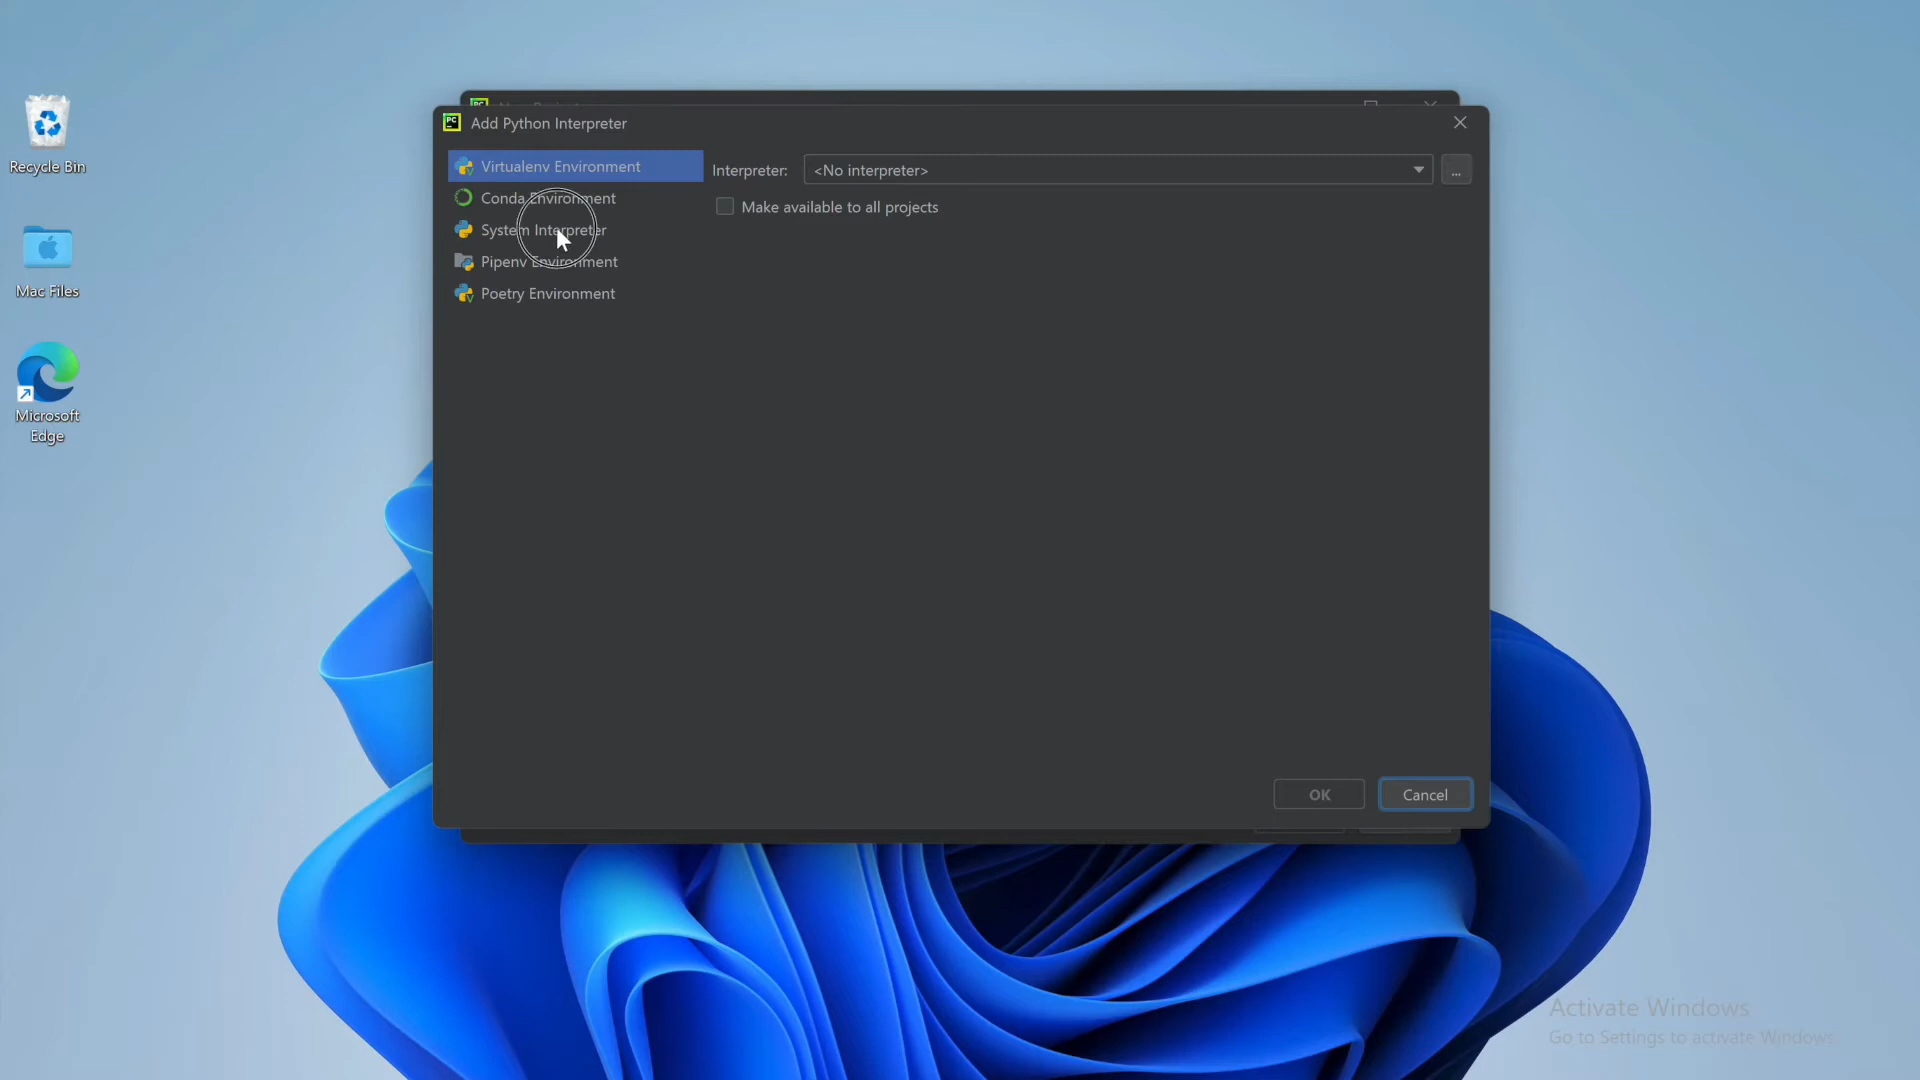 Recycle Bin
Mac Files
Microsoft
Edge
PC
Add Python Interpreter
Virtualenv Environment
Conda Environment
System Interpreter
Pipenv Environment
Poetry Environment
Interpreter:
<No interpreter>
...
Make available to all projects
OK
Cancel
Activate Windows
Go to Settings to activate Windows.